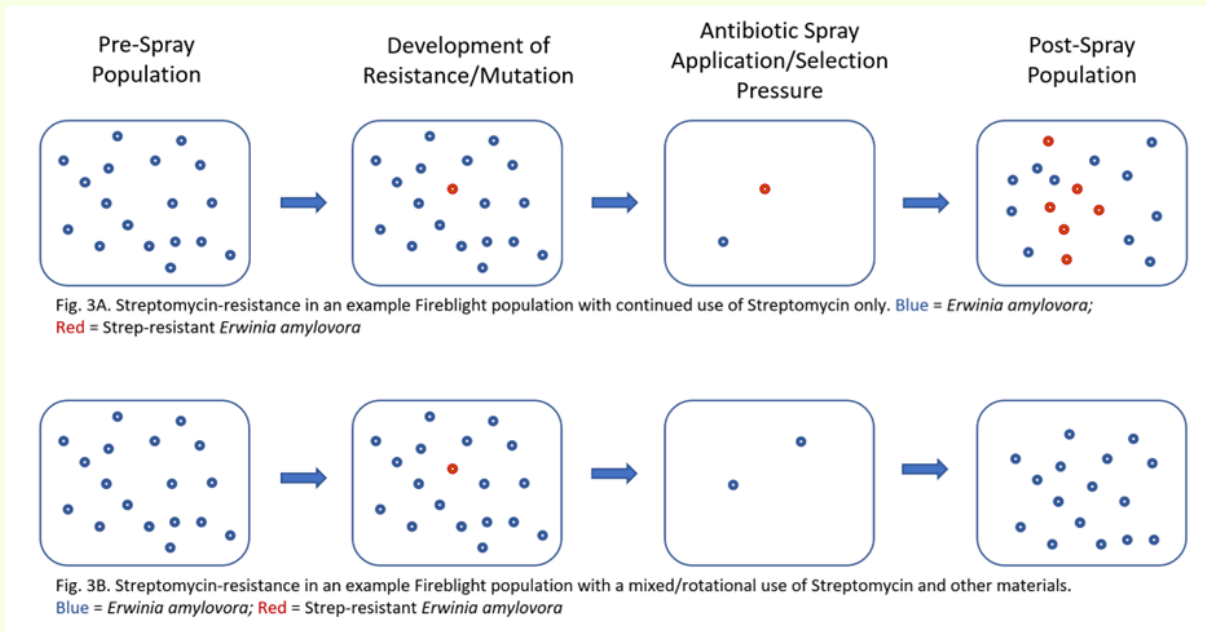 Pre-Spray
Population
Development of
Resistance/Mutation
Antibiotic Spray
Application/Selection
Pressure
Post-Spray
Population
Fig. 3A. Streptomycin-resistance in an example Fireblight population with continued use of Streptomycin only. Blue = Erwinia amylovora;
Red = Strep-resistant Erwinia amylovora
Fig. 3B. Streptomycin-resistance in an example Fireblight population with a mixed/rotational use of Streptomycin and other materials.
Blue = Erwinia amylovora; Red = Strep-resistant Erwinia amylovora